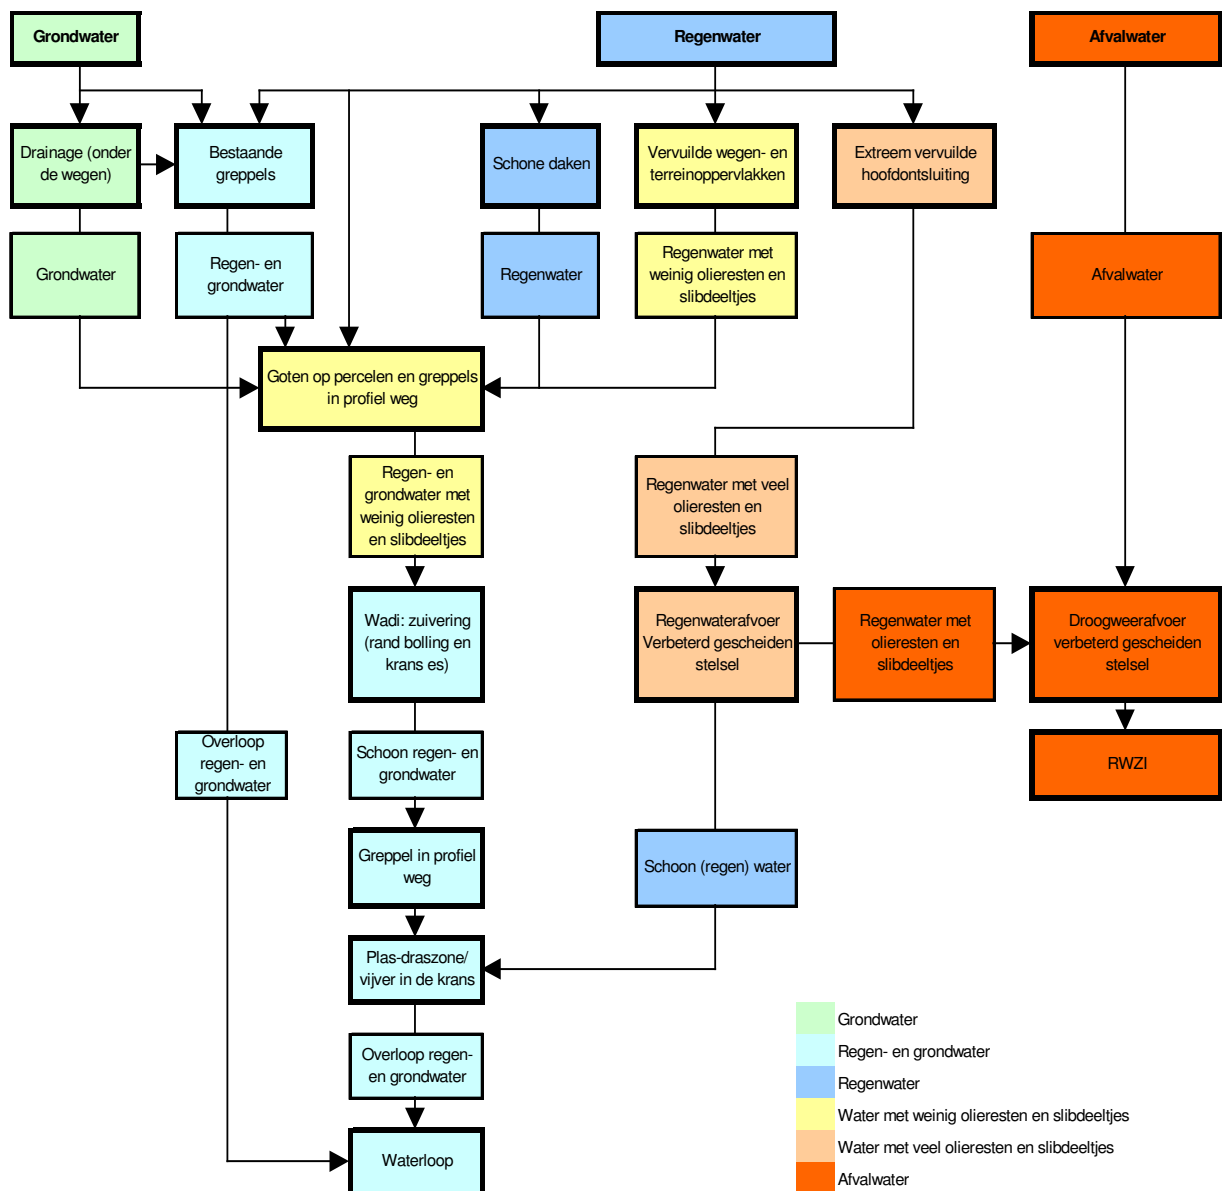 Grondwater
Regenwater
Afvalwater
Drainage (onder
de wegen)
Bestaande
greppels
Schone daken
Vervuilde wegen- en
terreinoppervlakken
Extreem vervuilde
hoofdontsluiting
Grondwater
Regen- en
grondwater
Regenwater
Regenwater met
weinig olieresten en
slibdeeltjes
Afvalwater
Goten op percelen en greppels
in profiel weg
Regen- en
grondwater met
weinig olieresten
en slibdeeltjes
Regenwater met veel
olieresten en
slibdeeltjes
Wadi: zuivering
(rand bolling en
krans es)
Regenwaterafvoer
Verbeterd gescheiden
stelsel
Regenwater met
olieresten en
slibdeeltjes
Droogweerafvoer
verbeterd gescheiden
stelsel
Overloop
regen- en
grondwater
Schoon regen- en
grondwater
RWZI
Greppel in profiel
weg
Schoon (regen) water
Plas-draszone/
vijver in de krans
Overloop regen-
en grondwater
Waterloop
Grondwater
Regen- en grondwater
Regenwater
Water met weinig olieresten en slibdeeltjes
Water met veel olieresten en slibdeeltjes
Afvalwater